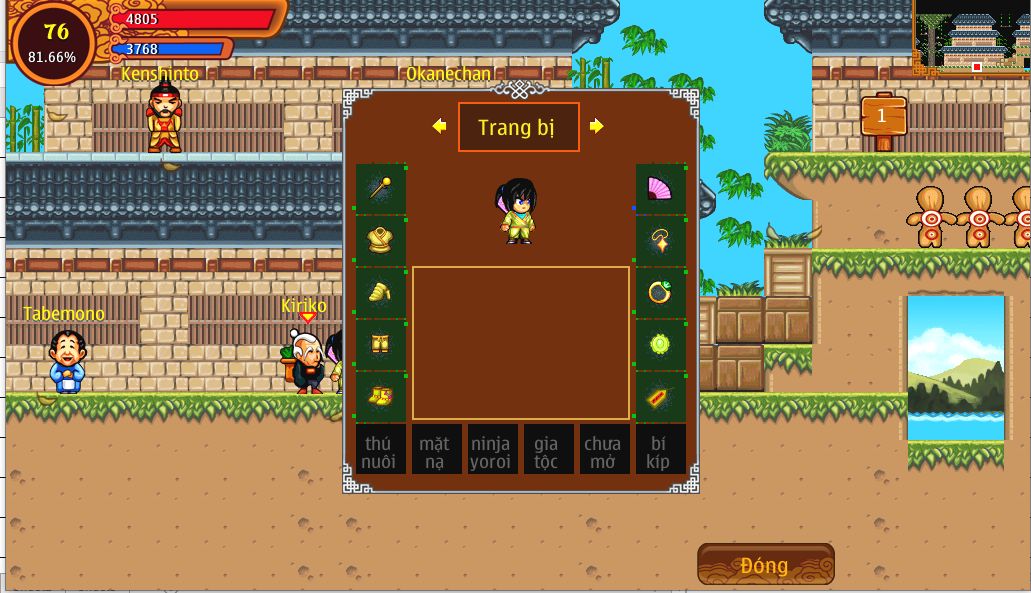 76
81.66%
4805
3768
Kenshinto
Okanechan
Trang bị
1
Tabemono
Kiriko
thú nuôi
mặt nạ
ninja yoroi
gia tộc
chưa mở
bí kíp
Đóng